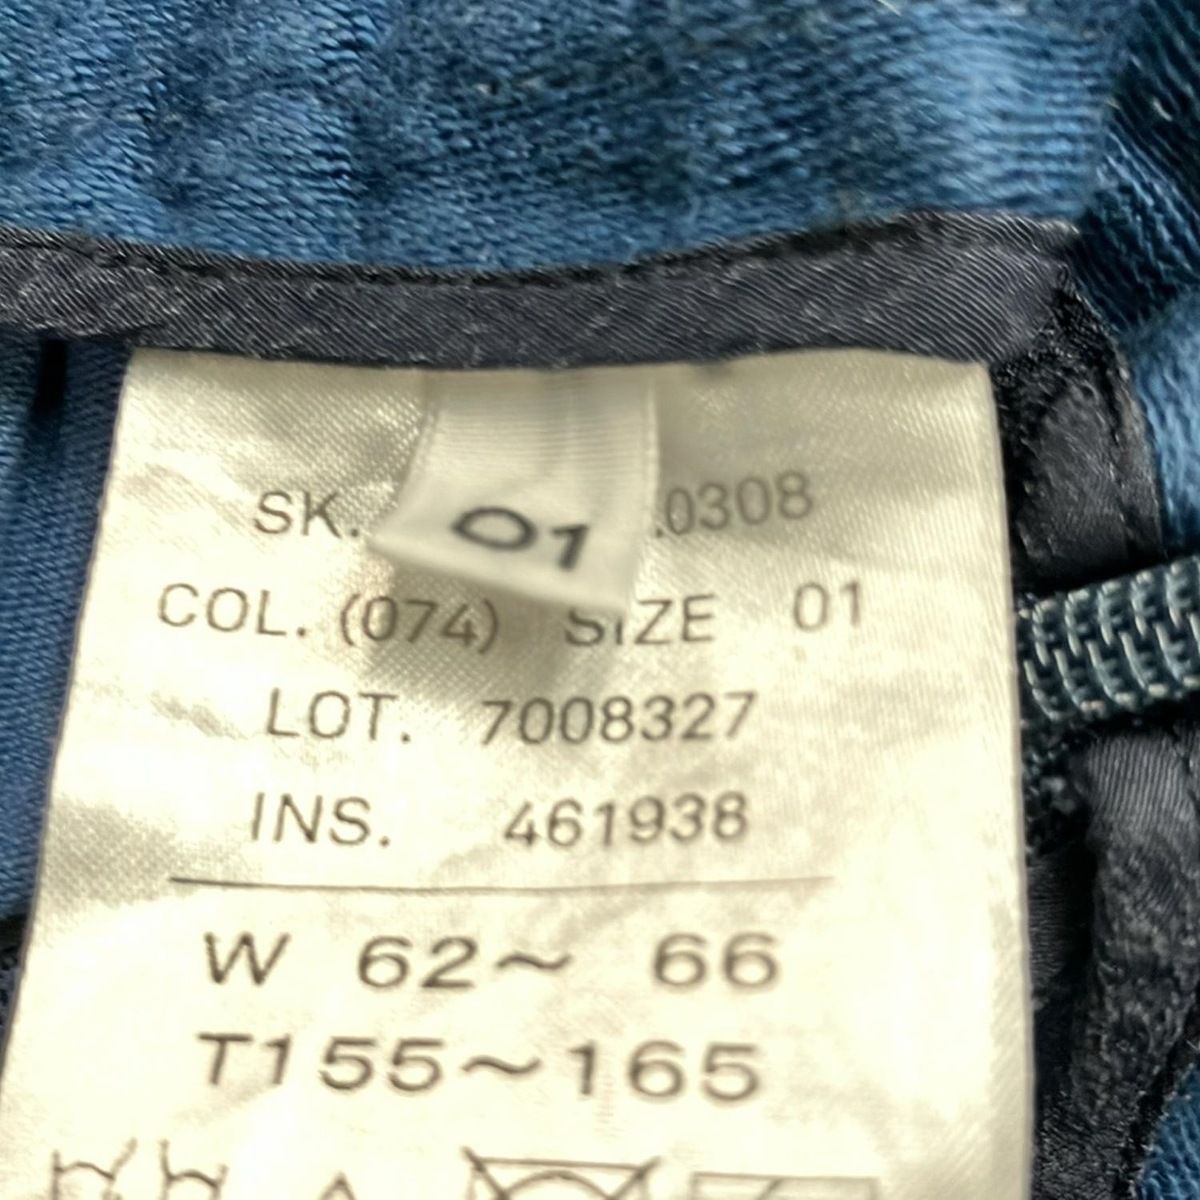 SK. .0308
01
COL. (074) SIZE 01
LOT. 7008327
INS. 461938
W 62~ 66
T155~165